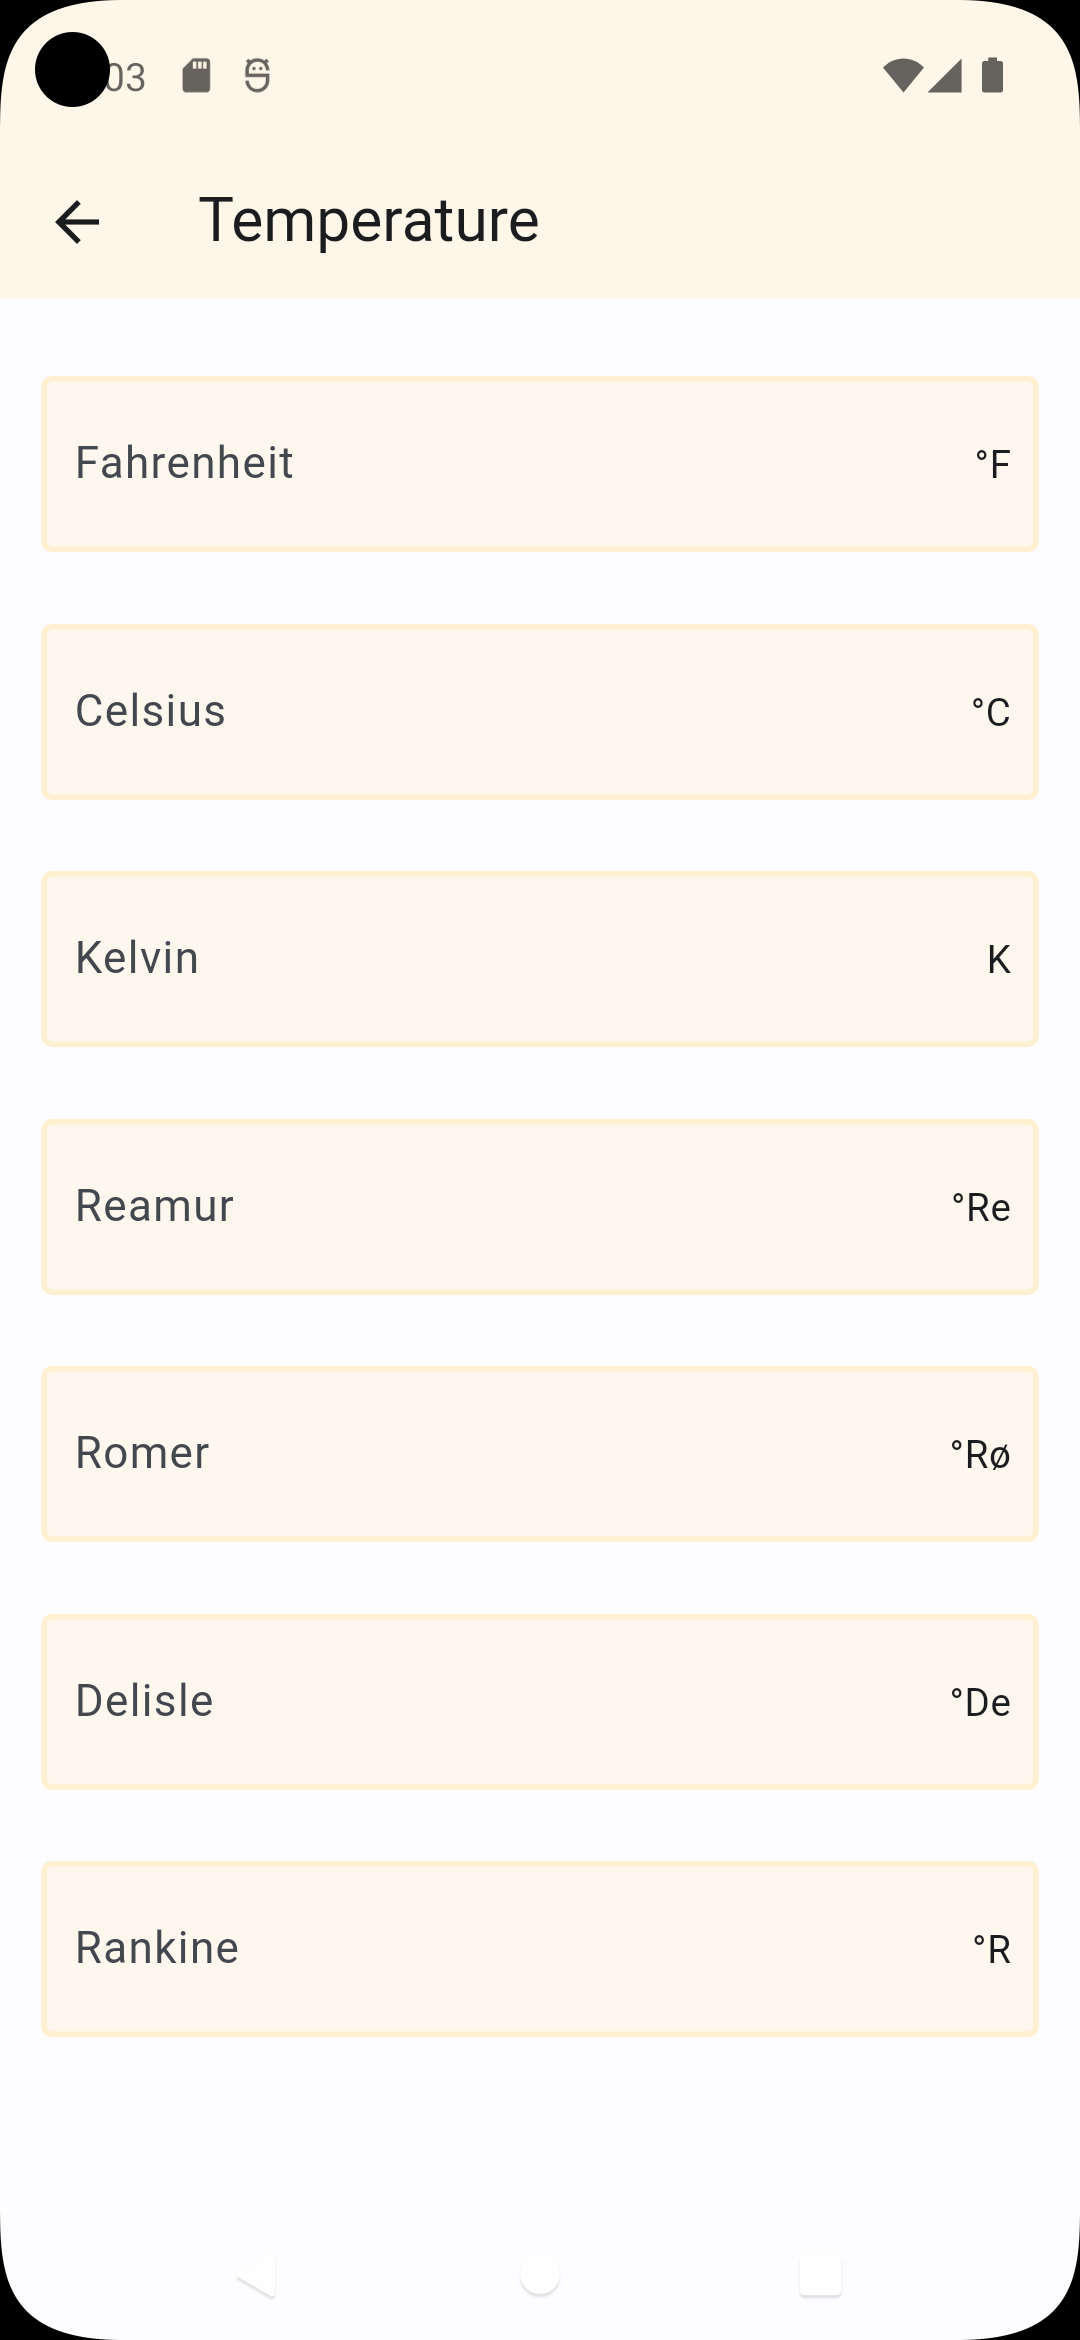 03
Temperature
Fahrenheit °F
Celsius °C
Kelvin K
Reamur °Re
Romer °Rø
Delisle °De
Rankine °R